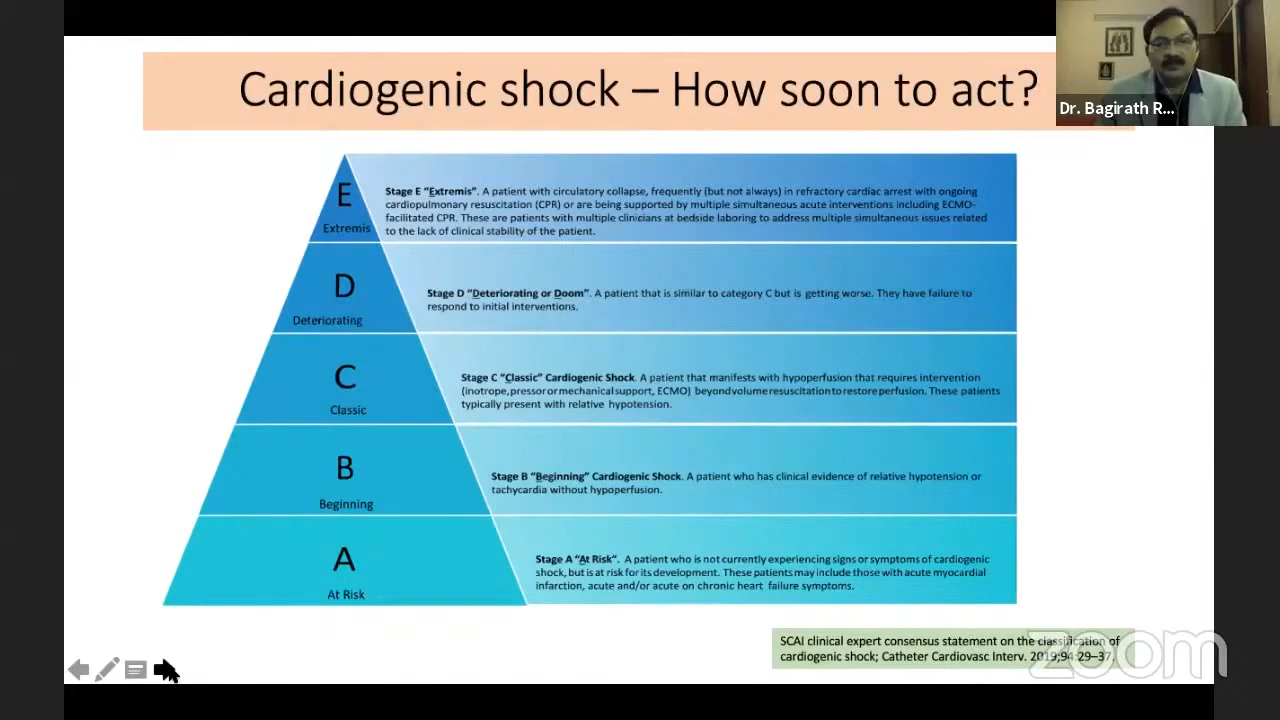 Cardiogenic shock – How soon to act?
Dr. Bagirath R...
E
Extremis
Stage E "Extremis". A patient with circulatory collapse, frequently (but not always) in refractory cardiac arrest with ongoing
cardiopulmonary resuscitation (CPR) or are being supported by multiple simultaneous acute interventions including ECMO-
facilitated CPR. These are patients with multiple clinicians at bedside laboring to address multiple simultaneous issues related
to the lack of clinical stability of the patient.
D
Deteriorating
Stage D "Deteriorating or Doom". A patient that is similar to category C but is getting worse. They have failure to
respond to initial interventions.
C
Classic
Stage C "Classic" Cardiogenic Shock. A patient that manifests with hypoperfusion that requires intervention
(inotrope, pressor or mechanical support, ECMO) beyond volume resuscitation to restore perfusion. These patients
typically present with relative hypotension.
B
Beginning
Stage B "Beginning" Cardiogenic Shock. A patient who has clinical evidence of relative hypotension or
tachycardia without hypoperfusion.
A
At Risk
Stage A "At Risk". A patient who is not currently experiencing signs or symptoms of cardiogenic
shock, but is at risk for its development. These patients may include those with acute myocardial
infarction, acute and/or acute on chronic heart failure symptoms.
SCAI clinical expert consensus statement on the classification of
cardiogenic shock; Catheter Cardiovasc Interv. 2019;94:29–37.
zoom